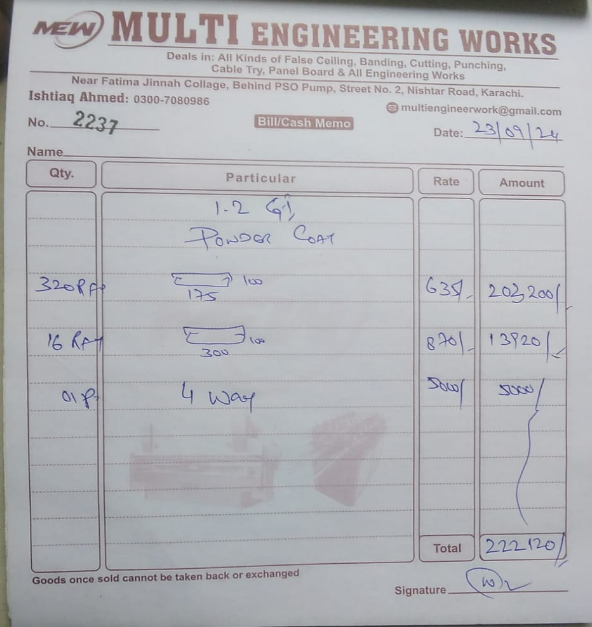 MEW MULTI ENGINEERING WORKS
Deals in: All Kinds of False Ceiling, Banding, Cutting, Punching,
Cable Try, Panel Board & All Engineering Works
Near Fatima Jinnah Collage, Behind PSO Pump, Street No. 2, Nishtar Road, Karachi.
Ishtiaq Ahmed: 0300-7080986 multiengineerwork@gmail.com
No. 2237 Bill/Cash Memo Date: 23/09/24
Name
Qty. Particular Rate Amount
1.2 GI
POWDER COAT
320 RFT 175 100 635/- 203200/-
16 RFT 300 100 870/- 13920/-
01 P 4 way 5000/ 5000/
Total 222120/-
Goods once sold cannot be taken back or exchanged
Signature